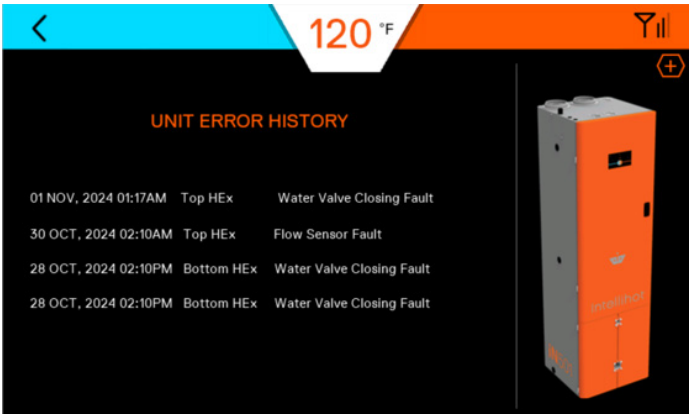 120 °F
UNIT ERROR HISTORY
01 NOV, 2024 01:17AM Top HEx Water Valve Closing Fault
30 OCT, 2024 02:10AM Top HEx Flow Sensor Fault
28 OCT, 2024 02:10PM Bottom HEx Water Valve Closing Fault
28 OCT, 2024 02:10PM Bottom HEx Water Valve Closing Fault
intellihot